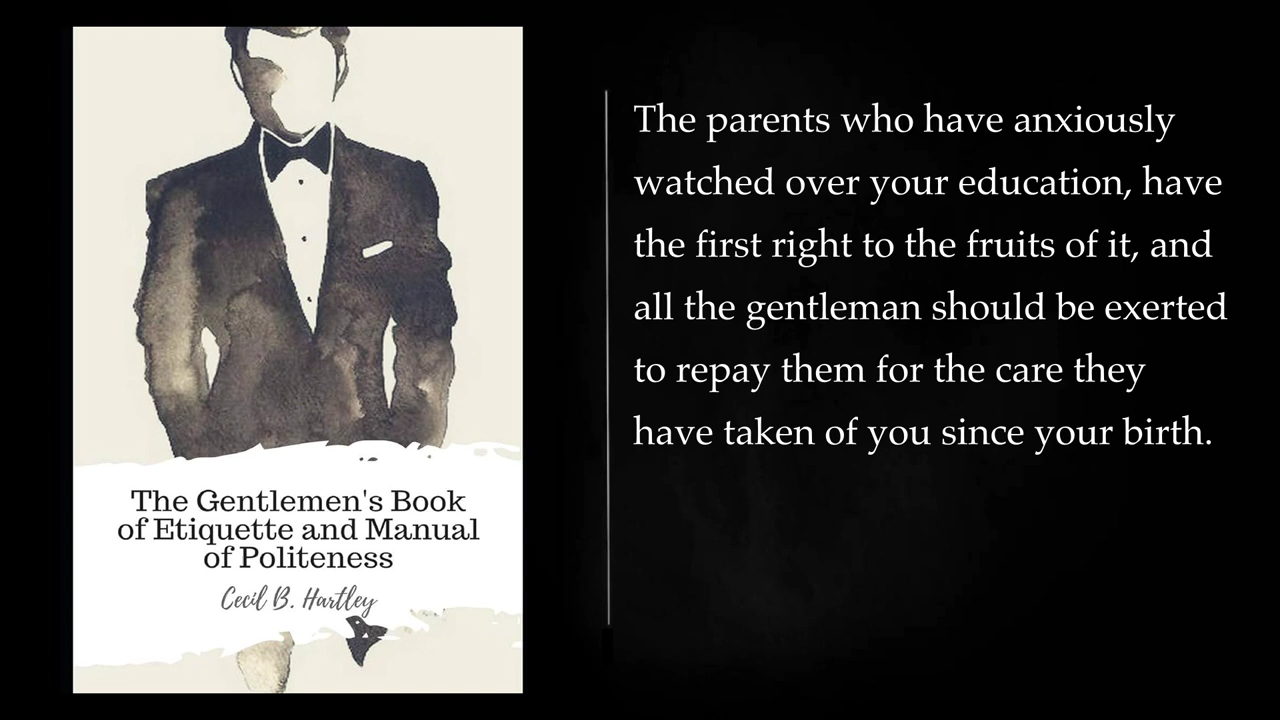 The Gentlemen's Book
of Etiquette and Manual
of Politeness
Cecil B. Hartley
The parents who have anxiously
watched over your education, have
the first right to the fruits of it, and
all the gentleman should be exerted
to repay them for the care they
have taken of you since your birth.